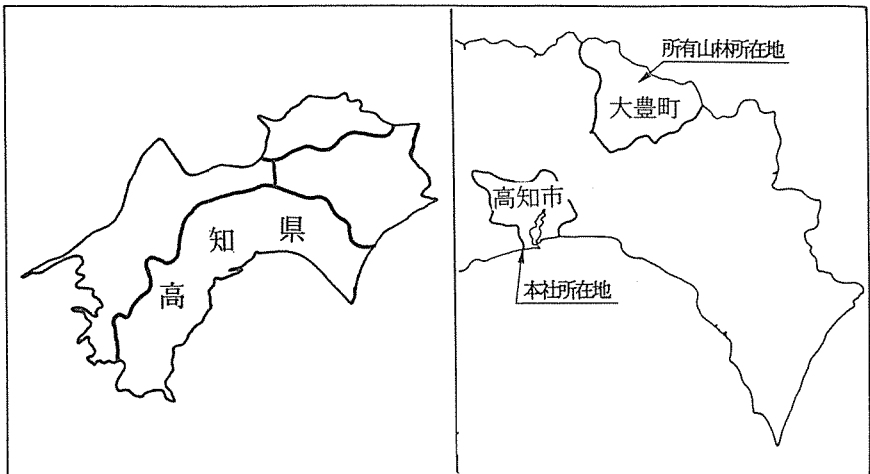 高知県
所有山林所在地
大豊町
高知市
本社所在地